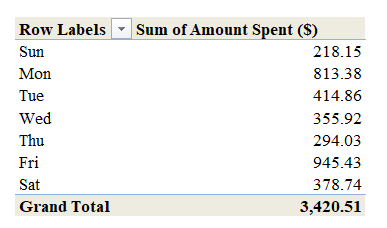 Row Labels Sum of Amount Spent ($)
Sun 218.15
Mon 813.38
Tue 414.86
Wed 355.92
Thu 294.03
Fri 945.43
Sat 378.74
Grand Total 3,420.51